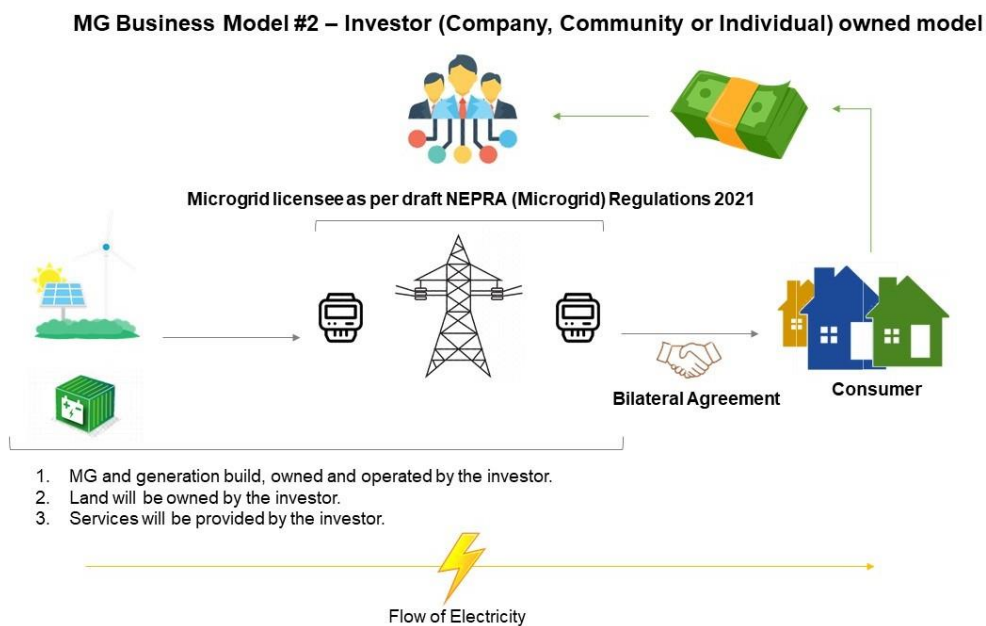 MG Business Model #2 – Investor (Company, Community or Individual) owned model
Microgrid licensee as per draft NEPRA (Microgrid) Regulations 2021
Bilateral Agreement
Consumer
1. MG and generation build, owned and operated by the investor.
2. Land will be owned by the investor.
3. Services will be provided by the investor.
Flow of Electricity